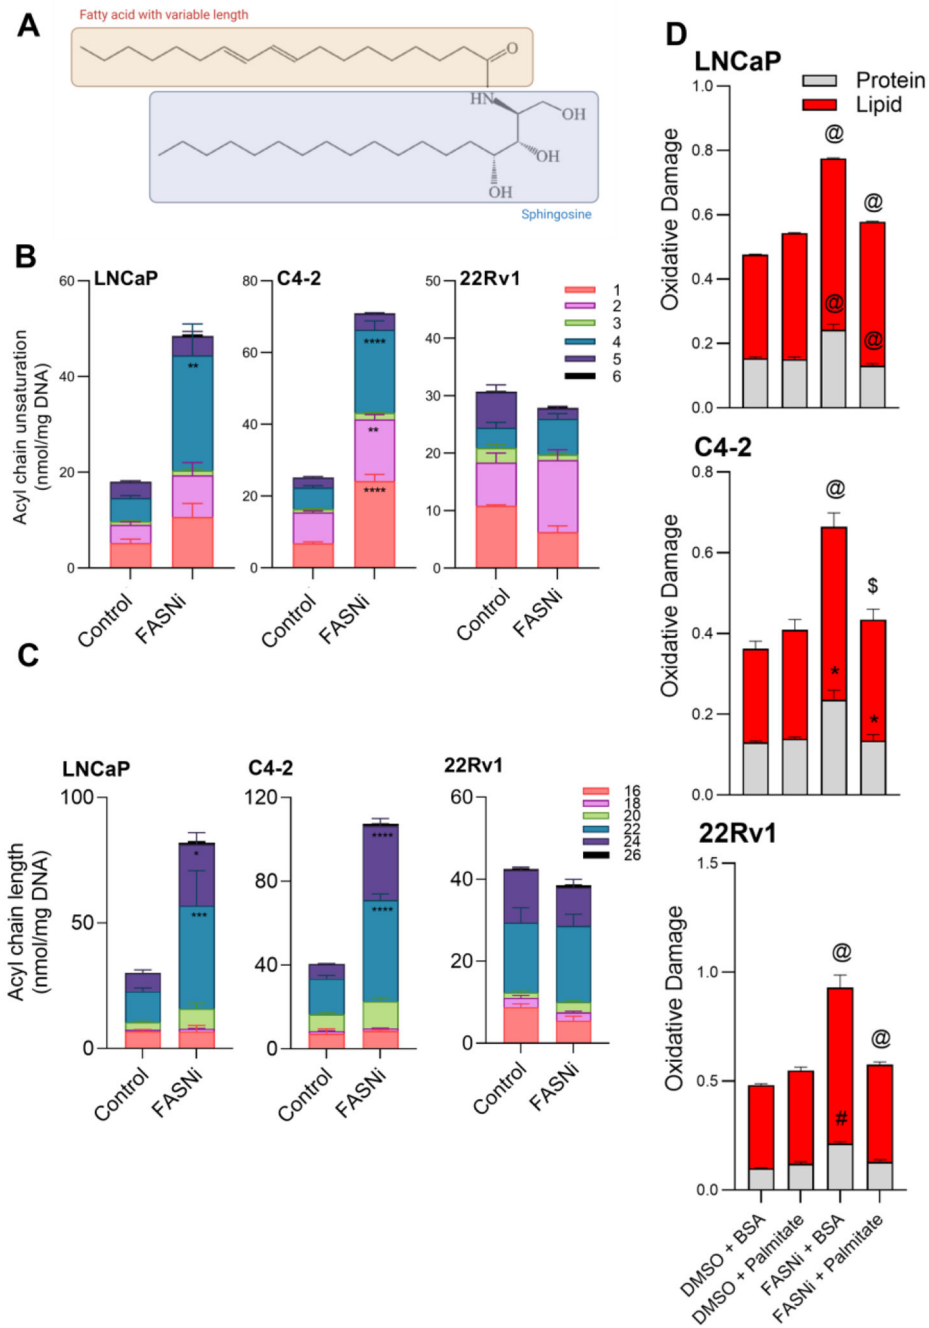 A
Fatty acid with variable length
O
HN
OH
OH
OH
Sphingosine
B
LNCaP
C4-2
22Rv1
Acyl chain unsaturation
(nmol/mg DNA)
60
40
20
0
**
Control
FASNi
80
60
40
20
0
****
**
****
Control
FASNi
50
40
30
20
10
0
1
2
3
4
5
6
Control
FASNi
C
LNCaP
C4-2
22Rv1
Acyl chain length
(nmol/mg DNA)
100
50
0
*
***
Control
FASNi
120
80
40
0
****
****
Control
FASNi
60
40
20
0
16
18
20
22
24
26
Control
FASNi
D
LNCaP
Protein
Lipid
Oxidative Damage
1.0
0.8
0.6
0.4
0.2
0.0
@
@
@
@
C4-2
Oxidative Damage
0.8
0.6
0.4
0.2
0.0
@
$
*
*
22Rv1
Oxidative Damage
1.5
1.0
0.5
0.0
@
@
#
DMSO + BSA
DMSO + Palmitate
FASNi + BSA
FASNi + Palmitate